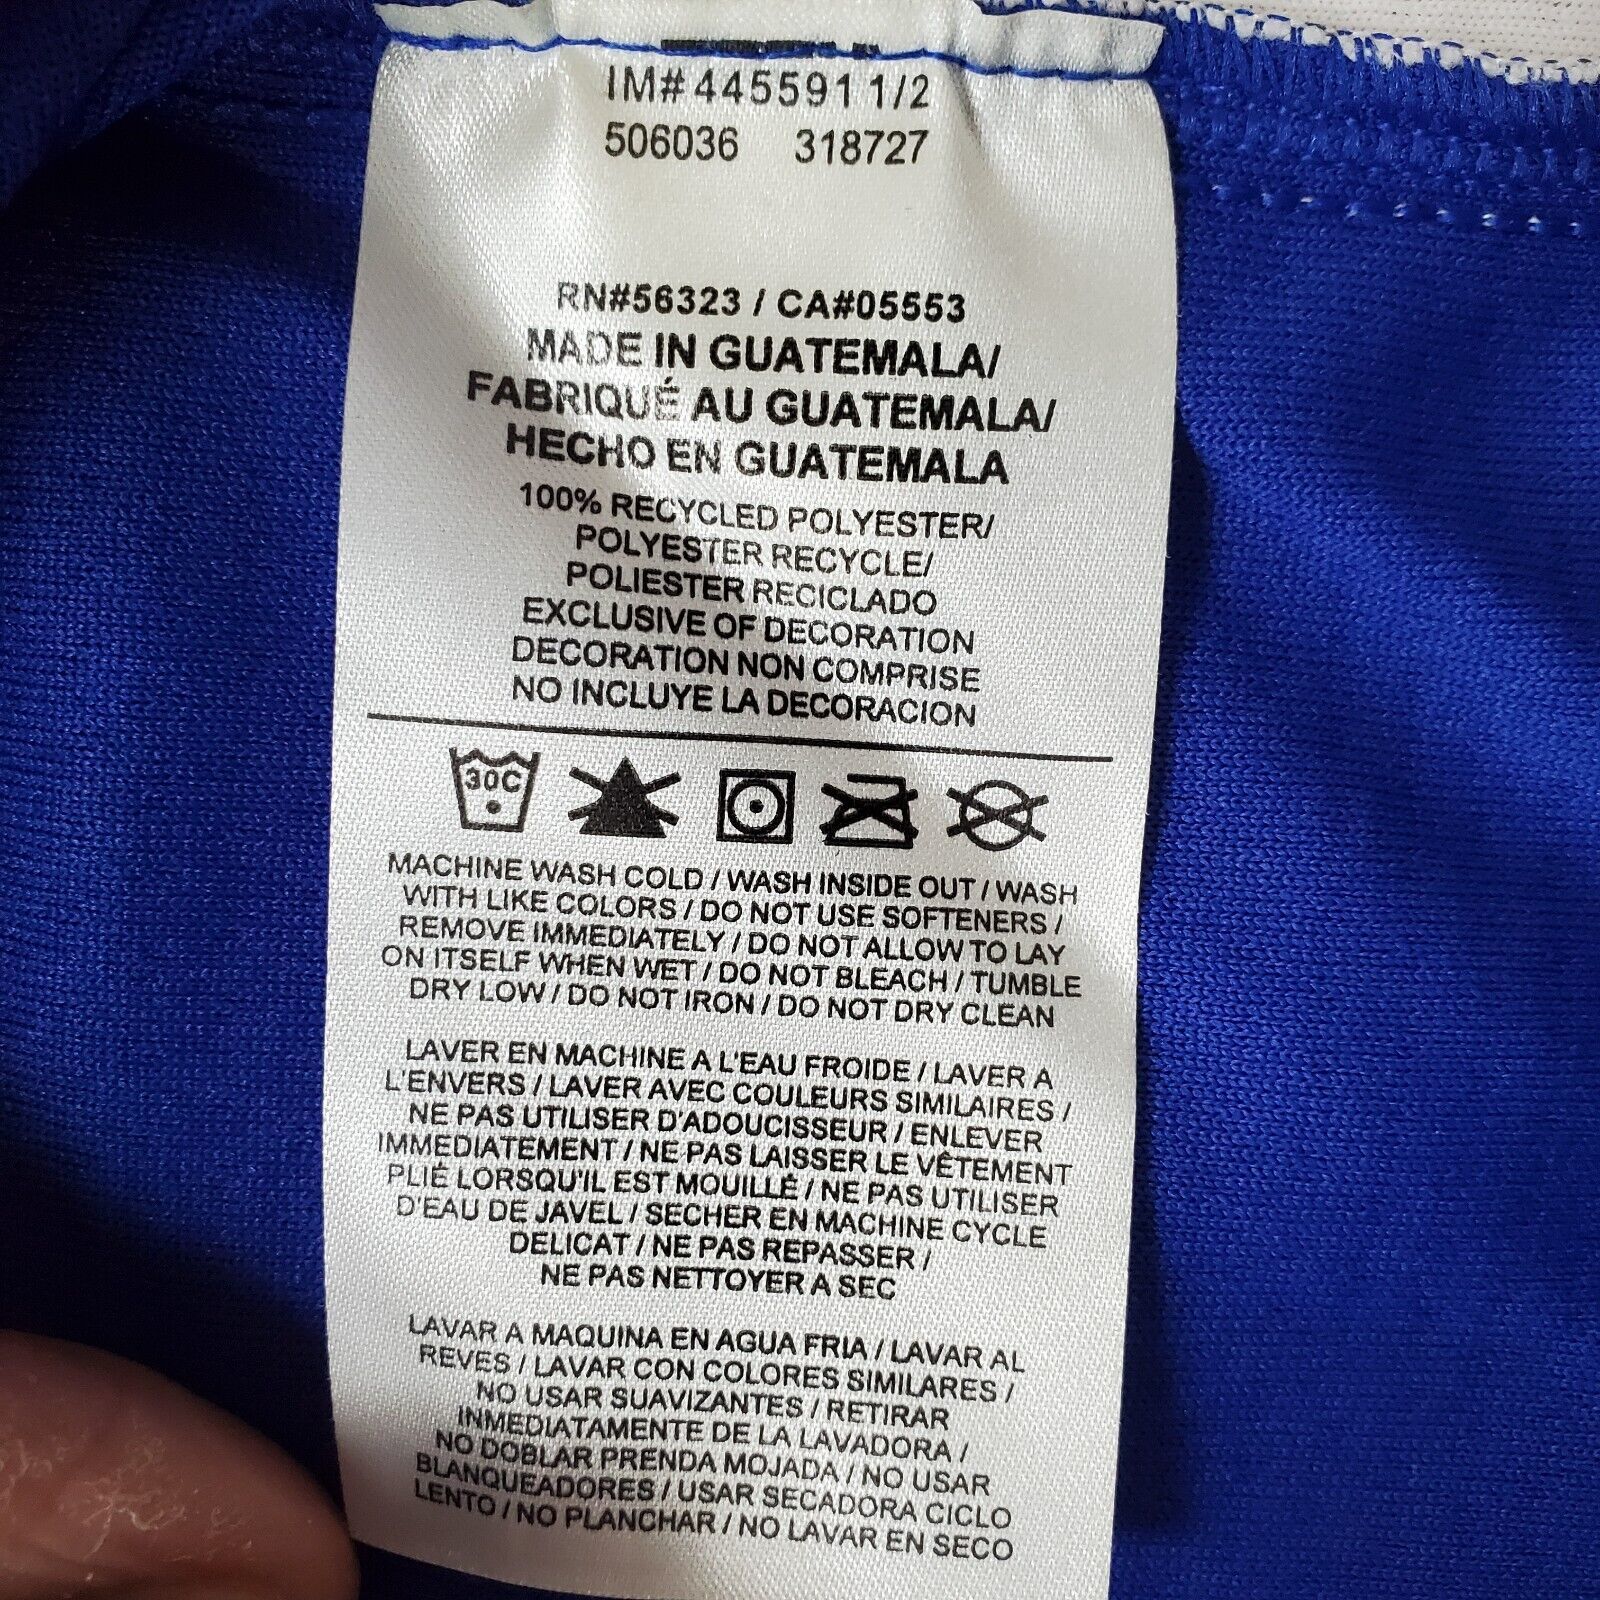 IM#4455911/2
506036 318727
RN#56323 / CA#05553
MADE IN GUATEMALA/
FABRIQUÉ AU GUATEMALA/
HECHO EN GUATEMALA
100% RECYCLED POLYESTER/
POLYESTER RECYCLE/
POLIESTER RECICLADO
EXCLUSIVE OF DECORATION
DECORATION NON COMPRISE
NO INCLUYE LA DECORACION
30C
MACHINE WASH COLD / WASH INSIDE OUT / WASH
WITH LIKE COLORS / DO NOT USE SOFTENERS /
REMOVE IMMEDIATELY / DO NOT ALLOW TO LAY
ON ITSELF WHEN WET / DO NOT BLEACH / TUMBLE
DRY LOW / DO NOT IRON / DO NOT DRY CLEAN
LAVER EN MACHINE A L'EAU FROIDE / LAVER A
L'ENVERS / LAVER AVEC COULEURS SIMILAIRES /
NE PAS UTILISER D'ADOUCISSEUR / ENLEVER
IMMEDIATEMENT / NE PAS LAISSER LE VÊTEMENT
PLIÉ LORSQU'IL EST MOUILLÉ / NE PAS UTILISER
D'EAU DE JAVEL / SECHER EN MACHINE CYCLE
DELICAT / NE PAS REPASSER /
NE PAS NETTOYER A SEC
LAVAR A MAQUINA EN AGUA FRIA / LAVAR AL
REVES / LAVAR CON COLORES SIMILARES /
NO USAR SUAVIZANTES / RETIRAR
INMEDIATAMENTE DE LA LAVADORA /
NO DOBLAR PRENDA MOJADA / NO USAR
BLANQUEADORES / USAR SECADORA CICLO
LENTO / NO PLANCHAR / NO LAVAR EN SECO